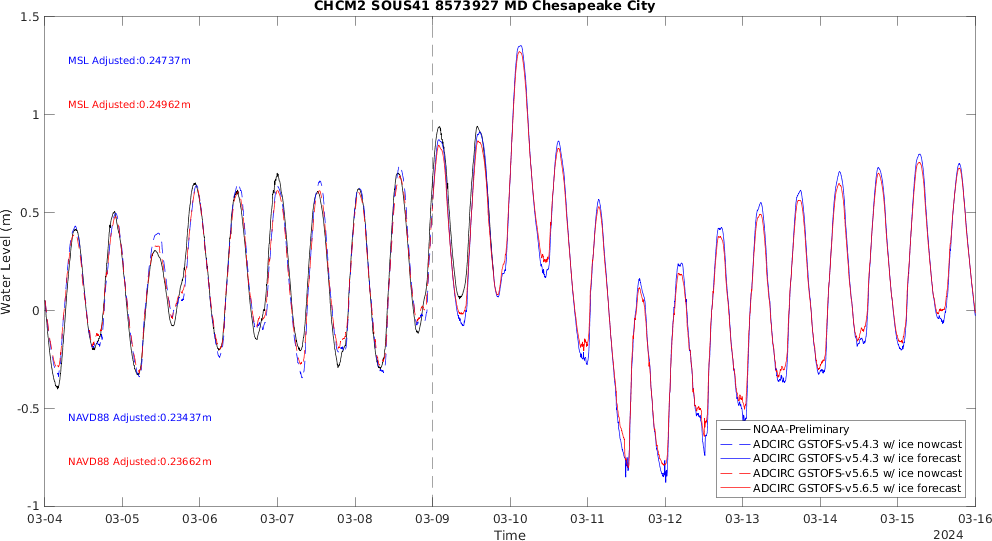 CHCM2 SOUS41 8573927 MD Chesapeake City
1.5
1
0.5
0
-0.5
-1
Water Level (m)
MSL Adjusted:0.24737m
MSL Adjusted:0.24962m
NAVD88 Adjusted:0.23437m
NAVD88 Adjusted:0.23662m
NOAA-Preliminary
ADCIRC GSTOFS-v5.4.3 w/ ice nowcast
ADCIRC GSTOFS-v5.4.3 w/ ice forecast
ADCIRC GSTOFS-v5.6.5 w/ ice nowcast
ADCIRC GSTOFS-v5.6.5 w/ ice forecast
03-04 03-05 03-06 03-07 03-08 03-09 03-10 03-11 03-12 03-13 03-14 03-15 03-16
Time
2024